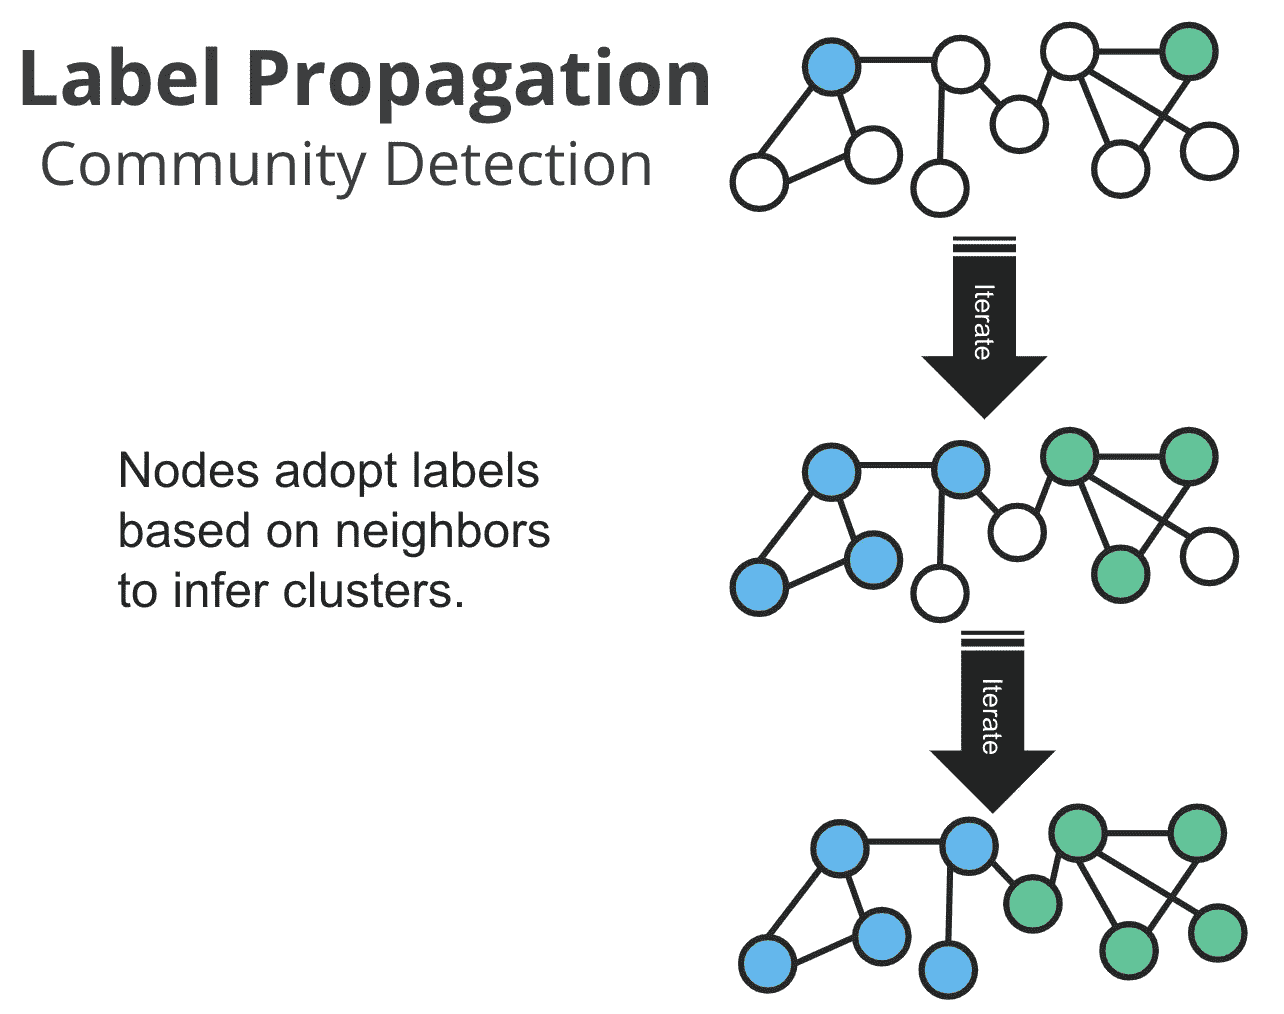 Label Propagation
Community Detection
Iterate
Nodes adopt labels
based on neighbors
to infer clusters.
Iterate